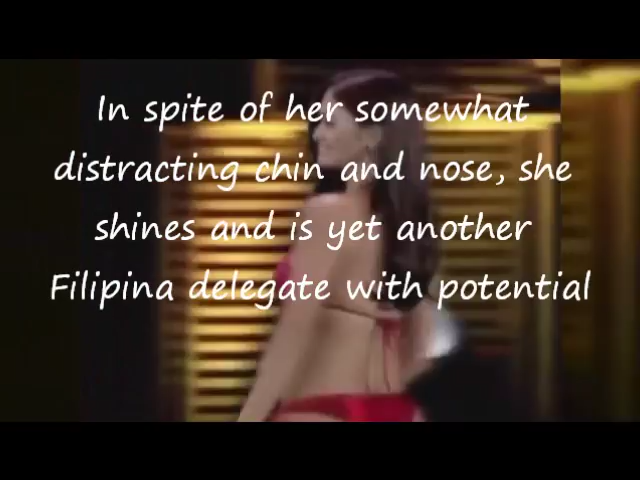 In spite of her somewhat
distracting chin and nose, she
shines and is yet another
Filipina delegate with potential